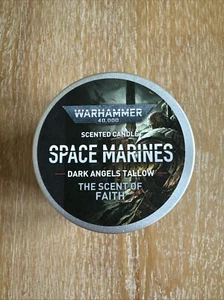 WARHAMMER
40,000
SCENTED CANDLE
SPACE MARINES
DARK ANGELS TALLOW
THE SCENT OF
FAITH